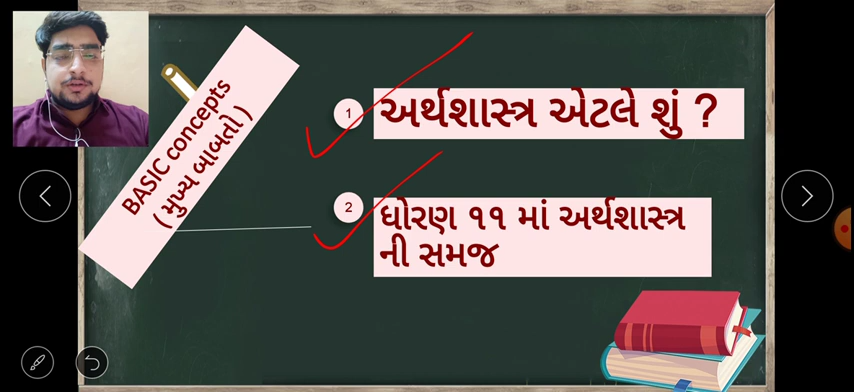 BASIC concepts
( મુખ્ય બાબતો )
1
અર્થશાસ્ત્ર એટલે શું ?
2
ધોરણ ૧૧ માં અર્થશાસ્ત્ર
ની સમજ